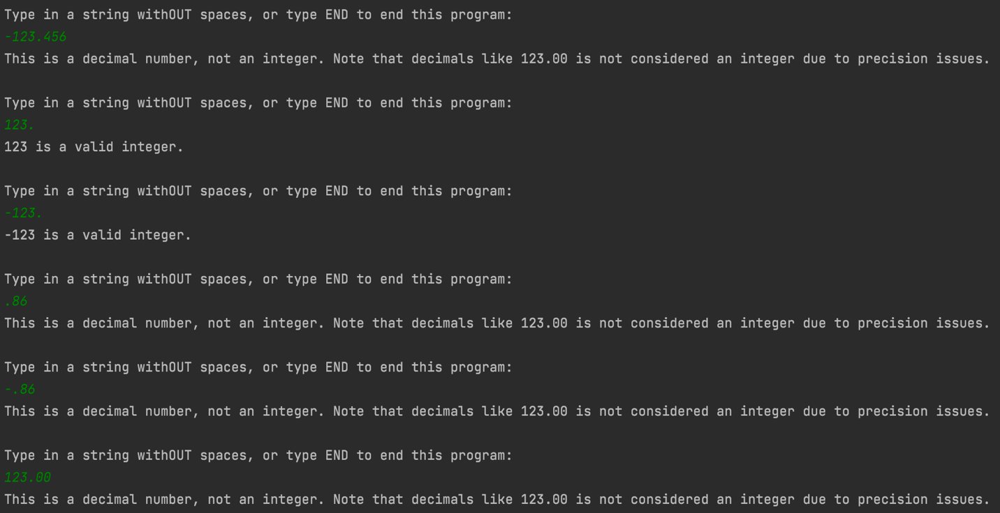 Type in a string withOUT spaces, or type END to end this program:
-123.456
This is a decimal number, not an integer. Note that decimals like 123.00 is not considered an integer due to precision issues.
Type in a string withOUT spaces, or type END to end this program:
123.
123 is a valid integer.
Type in a string withOUT spaces, or type END to end this program:
-123.
-123 is a valid integer.
Type in a string withOUT spaces, or type END to end this program:
.86
This is a decimal number, not an integer. Note that decimals like 123.00 is not considered an integer due to precision issues.
Type in a string withOUT spaces, or type END to end this program:
-.86
This is a decimal number, not an integer. Note that decimals like 123.00 is not considered an integer due to precision issues.
Type in a string withOUT spaces, or type END to end this program:
123.00
This is a decimal number, not an integer. Note that decimals like 123.00 is not considered an integer due to precision issues.